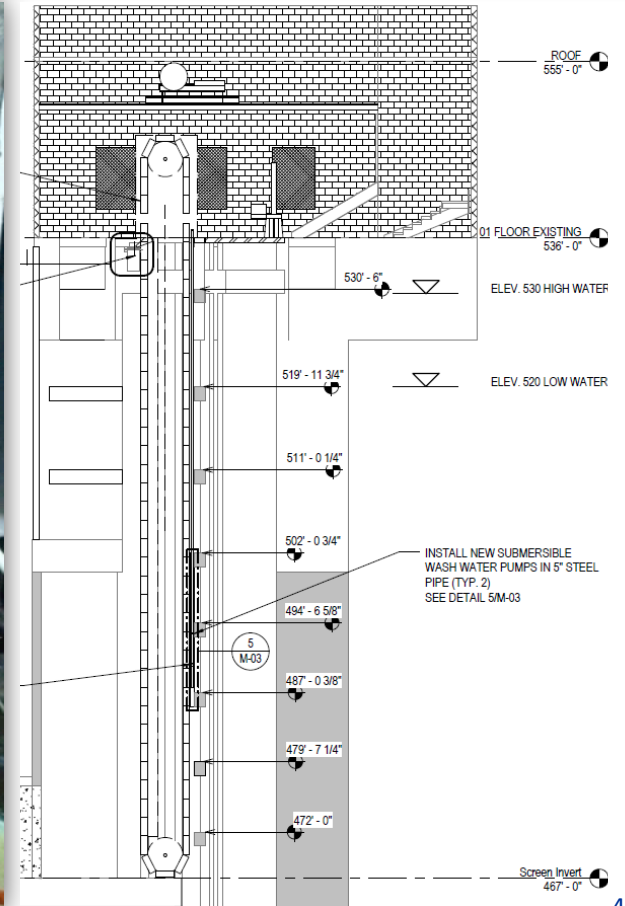 ROOF
555' - 0"
01 FLOOR EXISTING
536' - 0"
530' - 6"
ELEV. 530 HIGH WATER
519' - 11 3/4"
ELEV. 520 LOW WATER
511' - 0 1/4"
502' - 0 3/4"
INSTALL NEW SUBMERSIBLE
WASH WATER PUMPS IN 5" STEEL
PIPE (TYP. 2)
SEE DETAIL 5/M-03
494' - 6 5/8"
5
M-03
487' - 0 3/8"
479' - 7 1/4"
472' - 0"
Screen Invert
467' - 0"
4